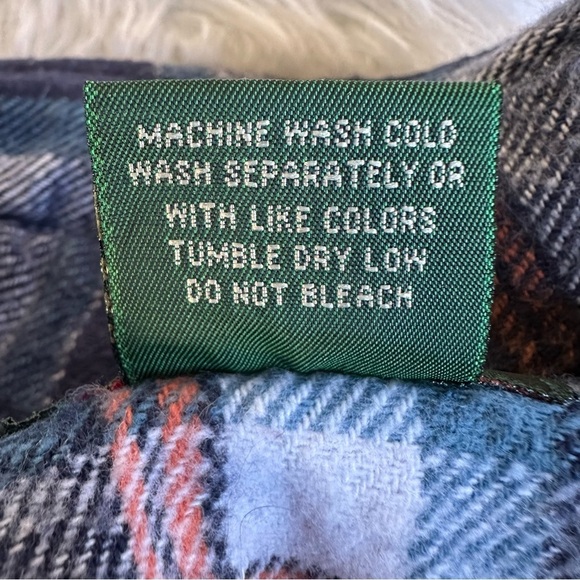 MACHINE WASH COLD
WASH SEPARATELY OR
WITH LIKE COLORS
TUMBLE DRY LOW
DO NOT BLEACH